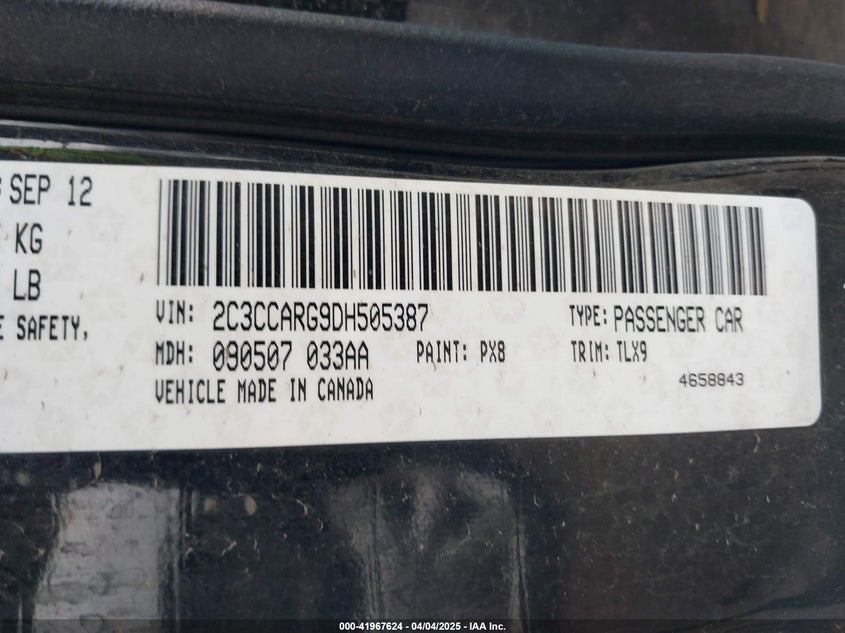 SEP 12
KG
LB
E SAFETY,
VIN: 2C3CCARG9DH505387
TYPE: PASSENGER CAR
MDH: 090507 033AA
PAINT: PX8
TRIM: TLX9
VEHICLE MADE IN CANADA
4658843
000-41967624 | 04/04/2025 - IAA Inc.